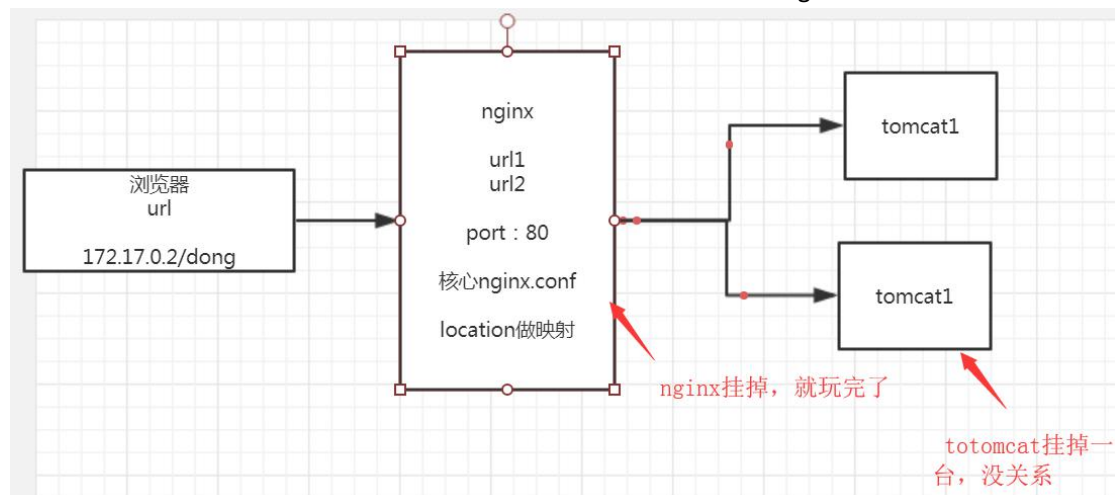 浏览器
url
172.17.0.2/dong
nginx
url1
url2
port：80
核心nginx.conf
location做映射
tomcat1
tomcat1
nginx挂掉，就玩完了
totomcat挂掉一
台，没关系